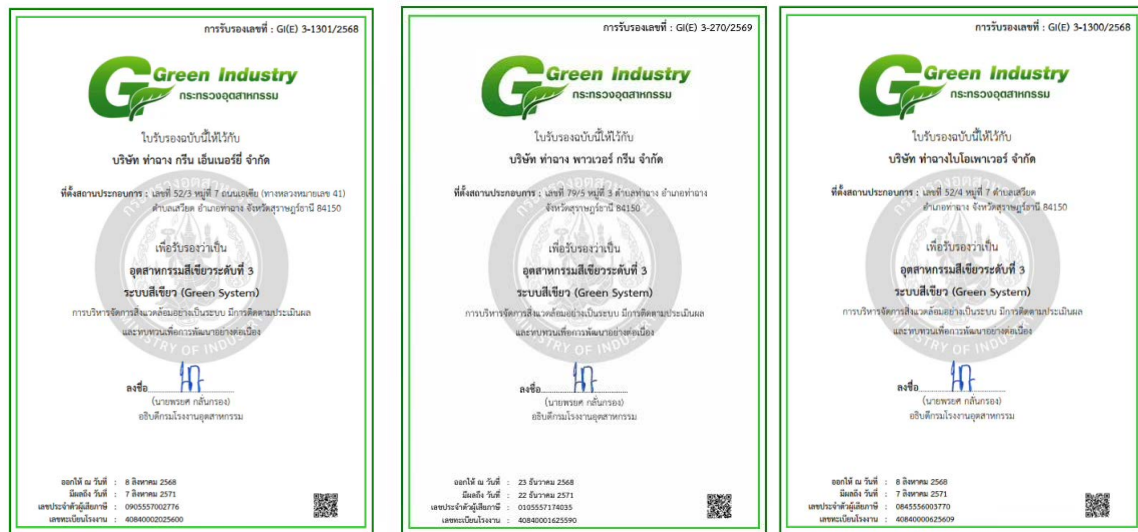 การรับรองเลขที่ : GI(E) 3-1301/2568
Green Industry
กระทรวงอุตสาหกรรม
ใบรับรองฉบับนี้ให้ไว้กับ
บริษัท ท่าฉาง กรีน เอ็นเนอร์ยี่ จำกัด
ที่ตั้งสถานประกอบการ : เลขที่ 52/3 หมู่ที่ 7 ถนนเอเชีย (ทางหลวงหมายเลข 41)
ตำบลเสวียด อำเภอท่าฉาง จังหวัดสุราษฎร์ธานี 84150
เพื่อรับรองว่าเป็น
อุตสาหกรรมสีเขียวระดับที่ 3
ระบบสีเขียว (Green System)
การบริหารจัดการสิ่งแวดล้อมอย่างเป็นระบบ มีการติดตามประเมินผล
และทบทวนเพื่อการพัฒนาอย่างต่อเนื่อง
ลงชื่อ
(นายพรยศ กลั่นกรอง)
อธิบดีกรมโรงงานอุตสาหกรรม
ออกให้ ณ วันที่ : 8 สิงหาคม 2568
มีผลถึง วันที่ : 7 สิงหาคม 2571
เลขประจำตัวผู้เสียภาษี : 0905557002776
เลขทะเบียนโรงงาน : 40840002025600
การรับรองเลขที่ : GI(E) 3-270/2569
Green Industry
กระทรวงอุตสาหกรรม
ใบรับรองฉบับนี้ให้ไว้กับ
บริษัท ท่าฉาง พาวเวอร์ กรีน จำกัด
ที่ตั้งสถานประกอบการ : เลขที่ 79/5 หมู่ที่ 3 ตำบลท่าฉาง อำเภอท่าฉาง
จังหวัดสุราษฎร์ธานี 84150
เพื่อรับรองว่าเป็น
อุตสาหกรรมสีเขียวระดับที่ 3
ระบบสีเขียว (Green System)
การบริหารจัดการสิ่งแวดล้อมอย่างเป็นระบบ มีการติดตามประเมินผล
และทบทวนเพื่อการพัฒนาอย่างต่อเนื่อง
ลงชื่อ
(นายพรยศ กลั่นกรอง)
อธิบดีกรมโรงงานอุตสาหกรรม
ออกให้ ณ วันที่ : 23 ธันวาคม 2568
มีผลถึง วันที่ : 22 ธันวาคม 2571
เลขประจำตัวผู้เสียภาษี : 0105557174035
เลขทะเบียนโรงงาน : 40840001625590
การรับรองเลขที่ : GI(E) 3-1300/2568
Green Industry
กระทรวงอุตสาหกรรม
ใบรับรองฉบับนี้ให้ไว้กับ
บริษัท ท่าฉางไบโอเพาเวอร์ จำกัด
ที่ตั้งสถานประกอบการ : เลขที่ 52/4 หมู่ที่ 7 ตำบลเสวียด
อำเภอท่าฉาง จังหวัดสุราษฎร์ธานี 84150
เพื่อรับรองว่าเป็น
อุตสาหกรรมสีเขียวระดับที่ 3
ระบบสีเขียว (Green System)
การบริหารจัดการสิ่งแวดล้อมอย่างเป็นระบบ มีการติดตามประเมินผล
และทบทวนเพื่อการพัฒนาอย่างต่อเนื่อง
ลงชื่อ
(นายพรยศ กลั่นกรอง)
อธิบดีกรมโรงงานอุตสาหกรรม
ออกให้ ณ วันที่ : 8 สิงหาคม 2568
มีผลถึง วันที่ : 7 สิงหาคม 2571
เลขประจำตัวผู้เสียภาษี : 0845556003770
เลขทะเบียนโรงงาน : 40840000625609